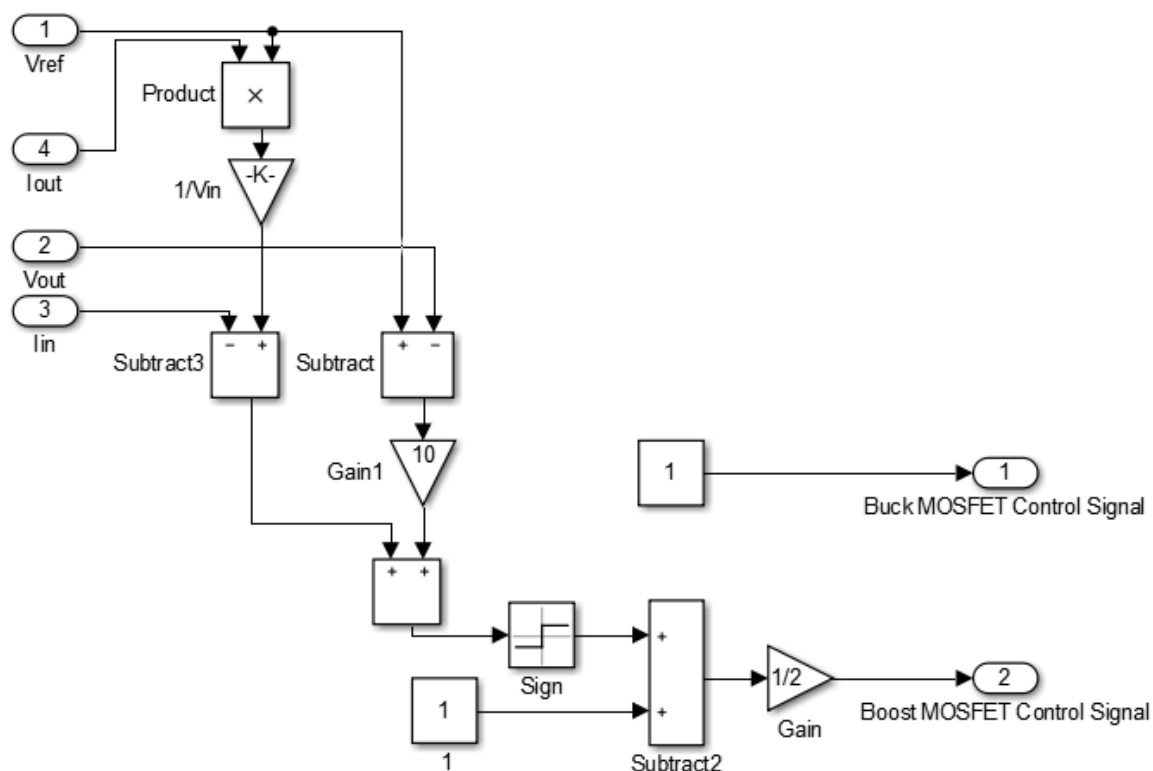 1
Vref
Product
×
4
Iout
-K-
1/Vin
2
Vout
3
Iin
Subtract3
− +
Subtract
+ −
10
Gain1
1
1
Buck MOSFET Control Signal
+ +
Sign
+
+
Subtract2
1
1
1/2
Gain
2
Boost MOSFET Control Signal